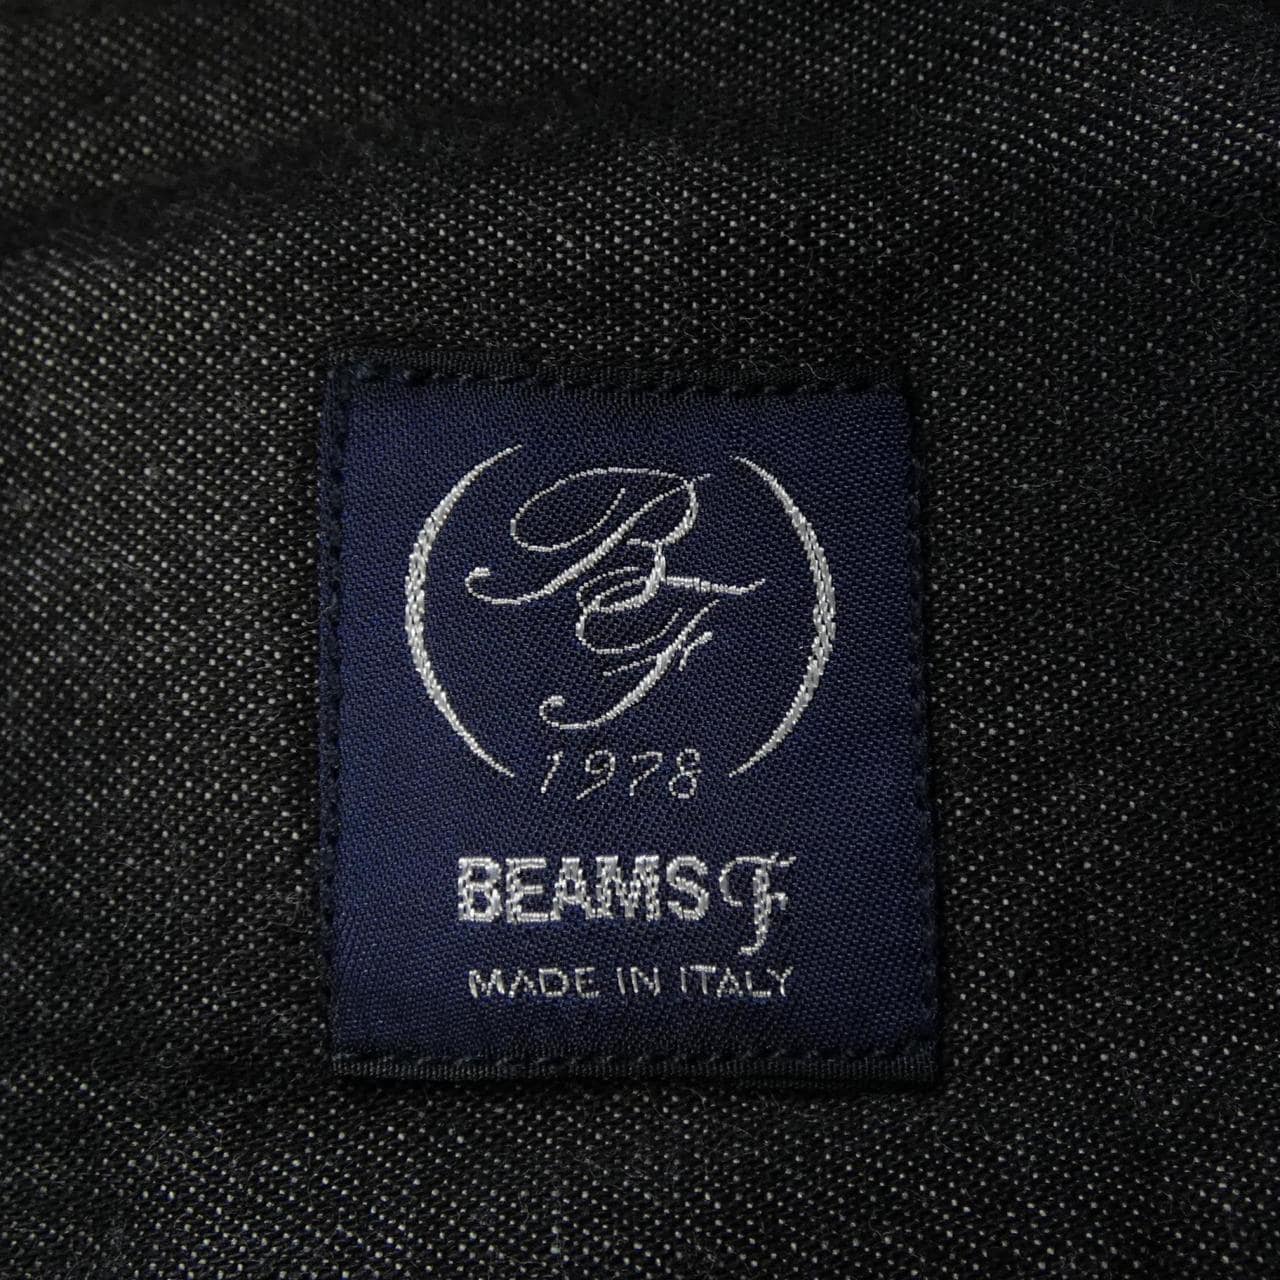 BF
1978
BEAMS F
MADE IN ITALY